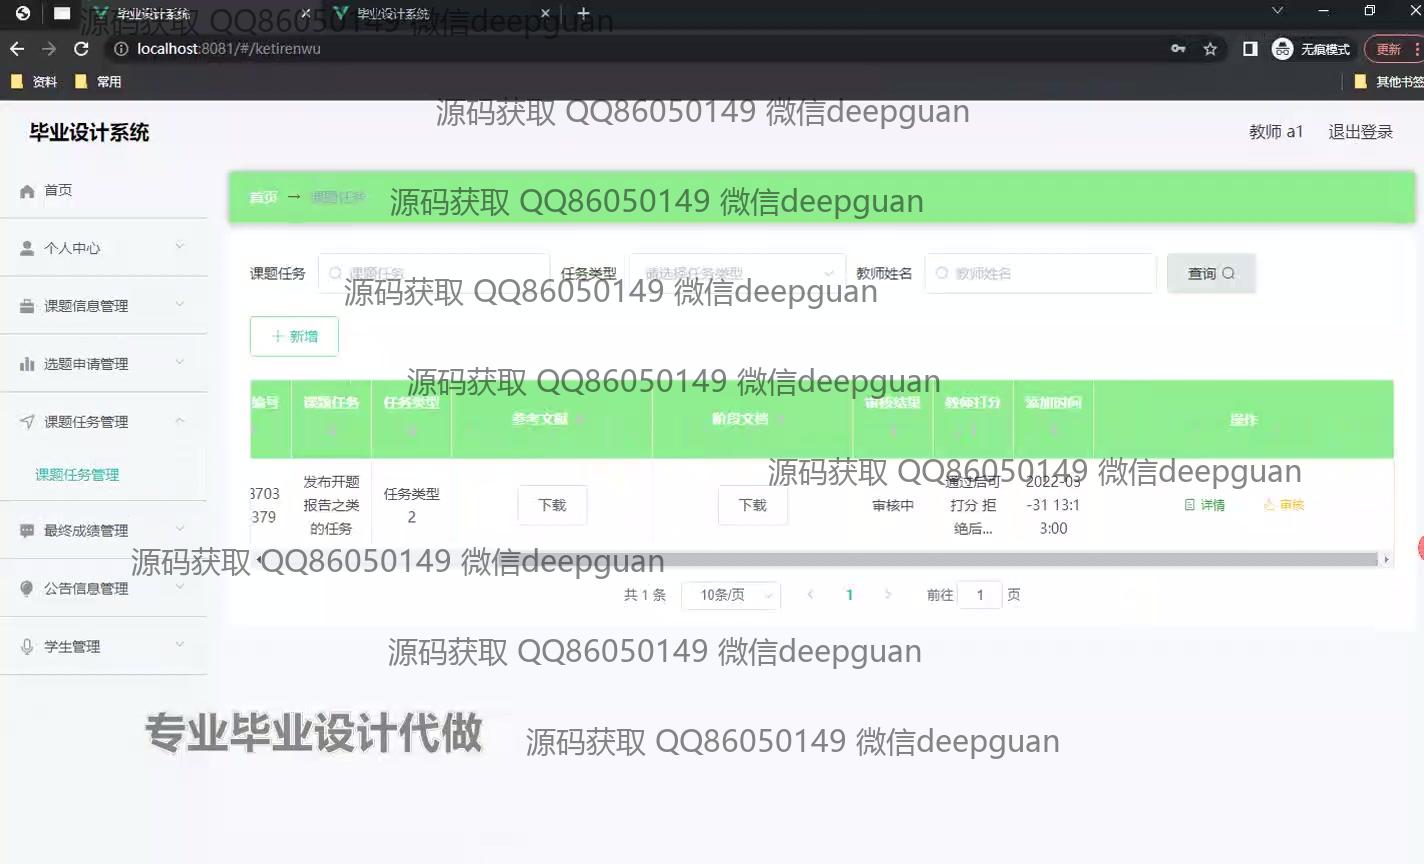 毕业设计系统 毕业设计系统
源码获取 QQ86050149 微信deepguan
localhost:8081/#/ketirenwu 无痕模式 更新
资料 常用 其他书签
源码获取 QQ86050149 微信deepguan
毕业设计系统 教师 a1 退出登录
首页
个人中心
课题信息管理
选题申请管理
课题任务管理
课题任务管理
最终成绩管理
公告信息管理
学生管理
首页 → 课题任务
源码获取 QQ86050149 微信deepguan
课题任务 课题任务 任务类型 请选择任务类型 教师姓名 教师姓名 查询
源码获取 QQ86050149 微信deepguan
新增
源码获取 QQ86050149 微信deepguan
编号 课题任务 任务类型 参考文献 阶段文档 审核结果 教师打分 添加时间 操作
源码获取 QQ86050149 微信deepguan
3703
379
发布开题
报告之类
的任务
任务类型
2
下载 下载 审核中
通过后可
打分 拒
绝后...
2022-03
-31 13:1
3:00
详情 审核
源码获取 QQ86050149 微信deepguan
共 1 条 10条/页 1 前往 1 页
源码获取 QQ86050149 微信deepguan
专业毕业设计代做
源码获取 QQ86050149 微信deepguan